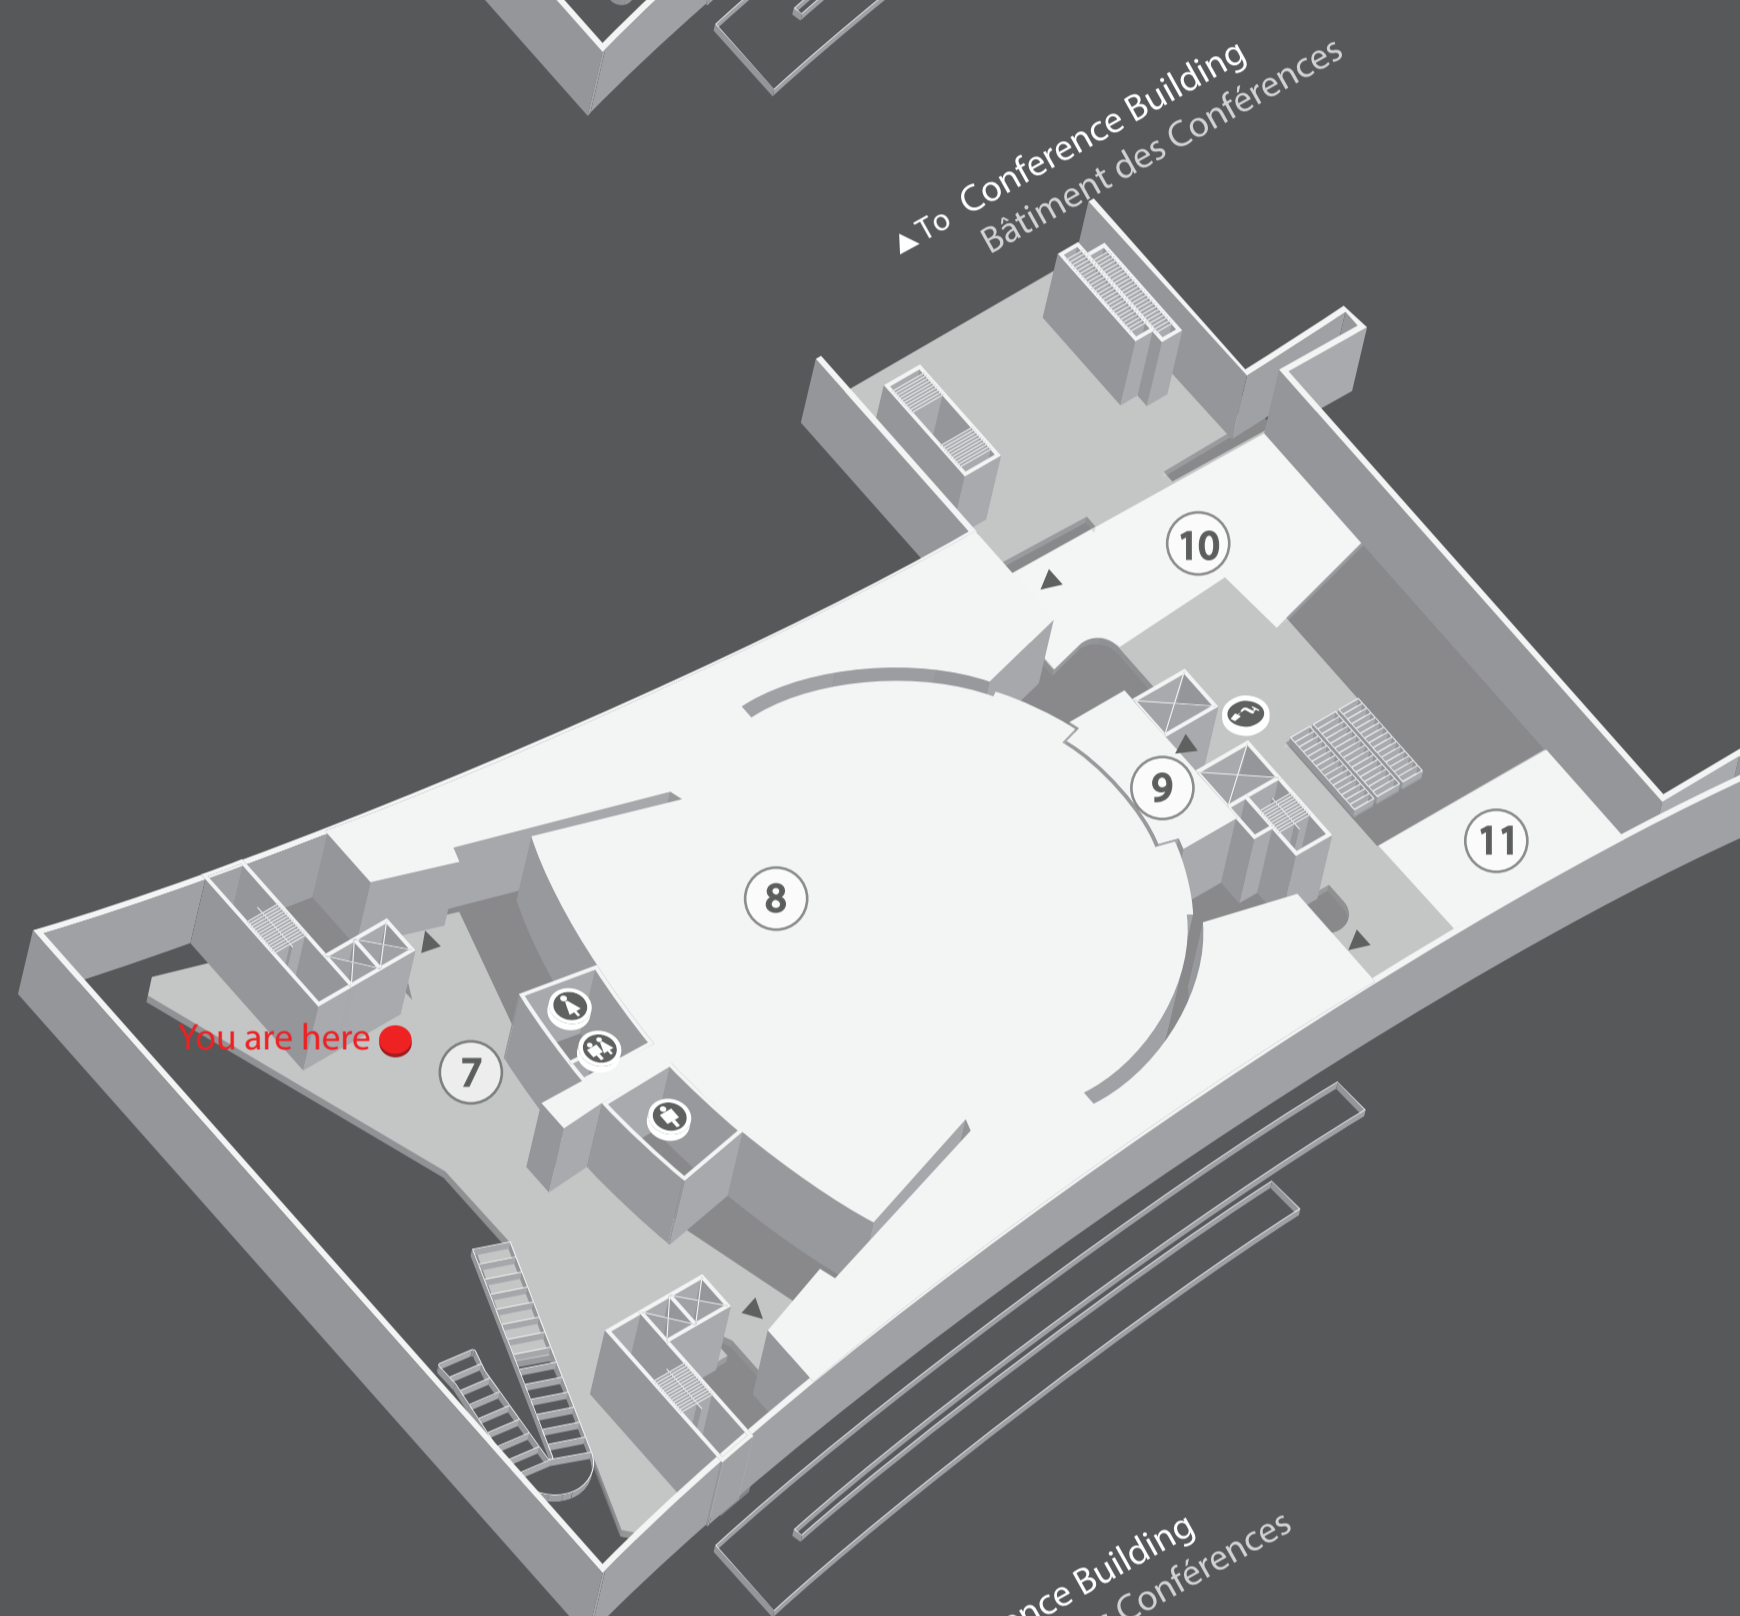 ▲To Conference Building
Bâtiment des Conférences
10
9
11
8
You are here
7
nce Building
Conférences